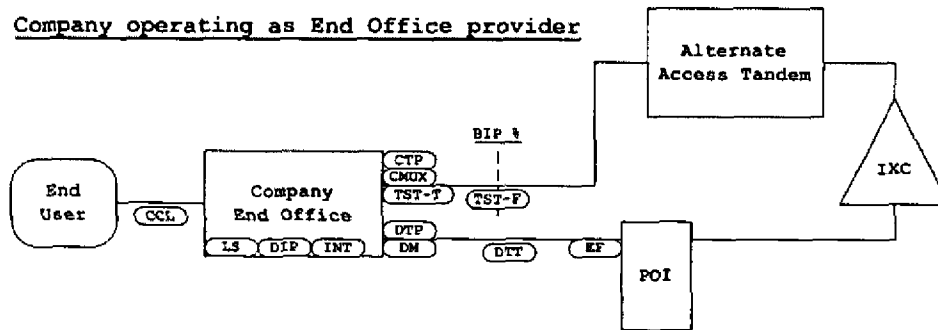 Company operating as End Office provider
Alternate
Access Tandem
BIP %
IXC
CTP
CMUX
TST-T
TST-F
End
User
CCL
Company
End Office
LS
DIP
INT
DTP
DM
DTT
EF
POI